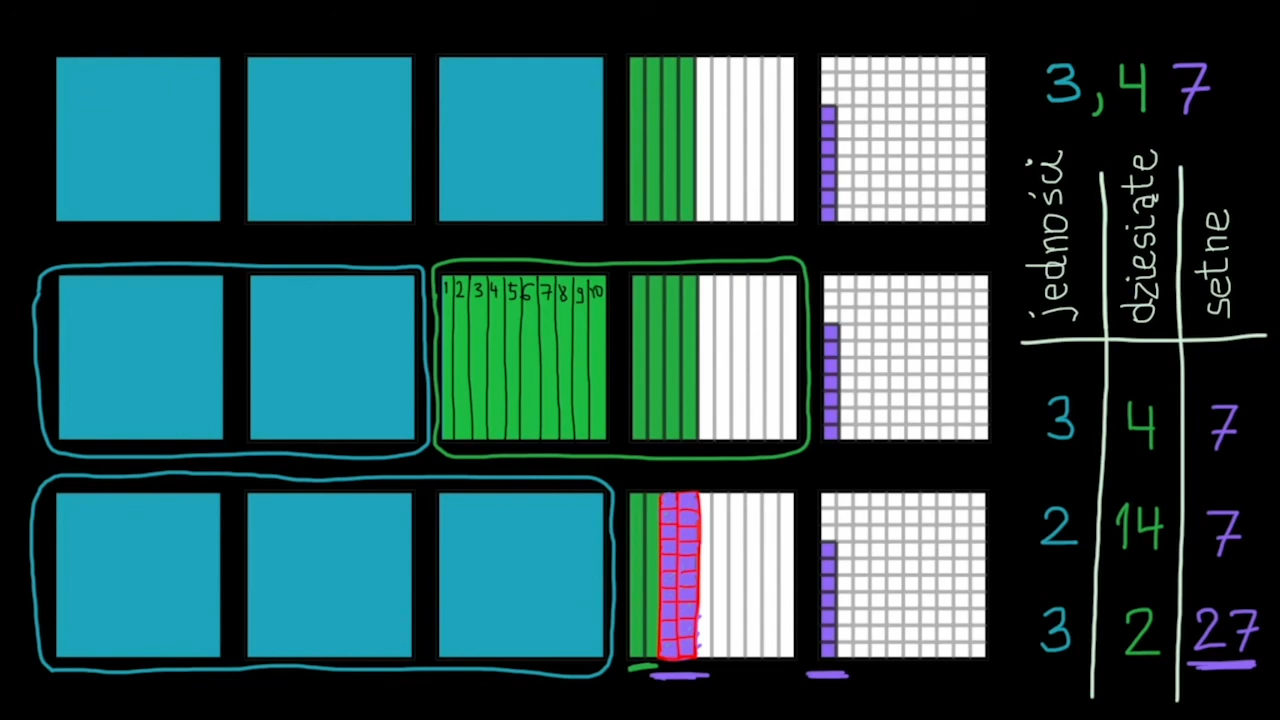 3,47
jedności dziesiąte setne
1 2 3 4 5 6 7 8 9 10
3 4 7
2 14 7
3 2 27